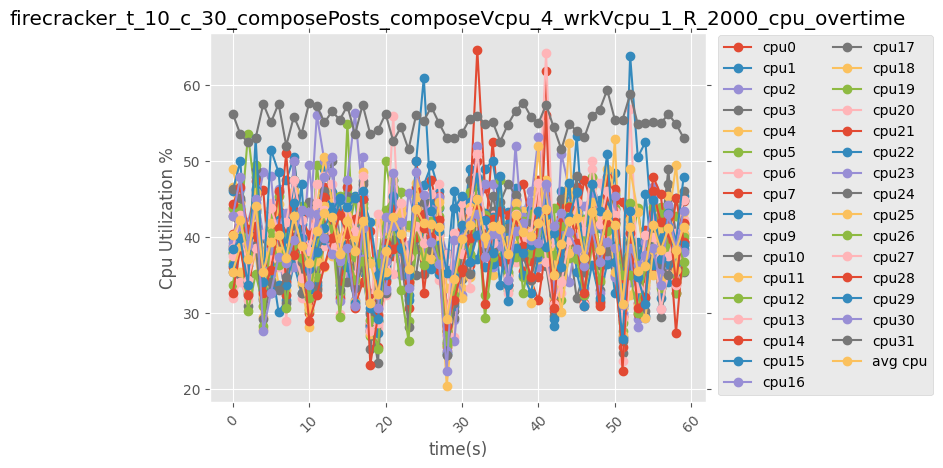 firecracker_t_10_c_30_composePosts_composeVcpu_4_wrkVcpu_1_R_2000_cpu_overtime
Cpu Utilization %
60
50
40
30
20
0
10
20
30
40
50
60
time(s)
cpu0
cpu1
cpu2
cpu3
cpu4
cpu5
cpu6
cpu7
cpu8
cpu9
cpu10
cpu11
cpu12
cpu13
cpu14
cpu15
cpu16
cpu17
cpu18
cpu19
cpu20
cpu21
cpu22
cpu23
cpu24
cpu25
cpu26
cpu27
cpu28
cpu29
cpu30
cpu31
avg cpu